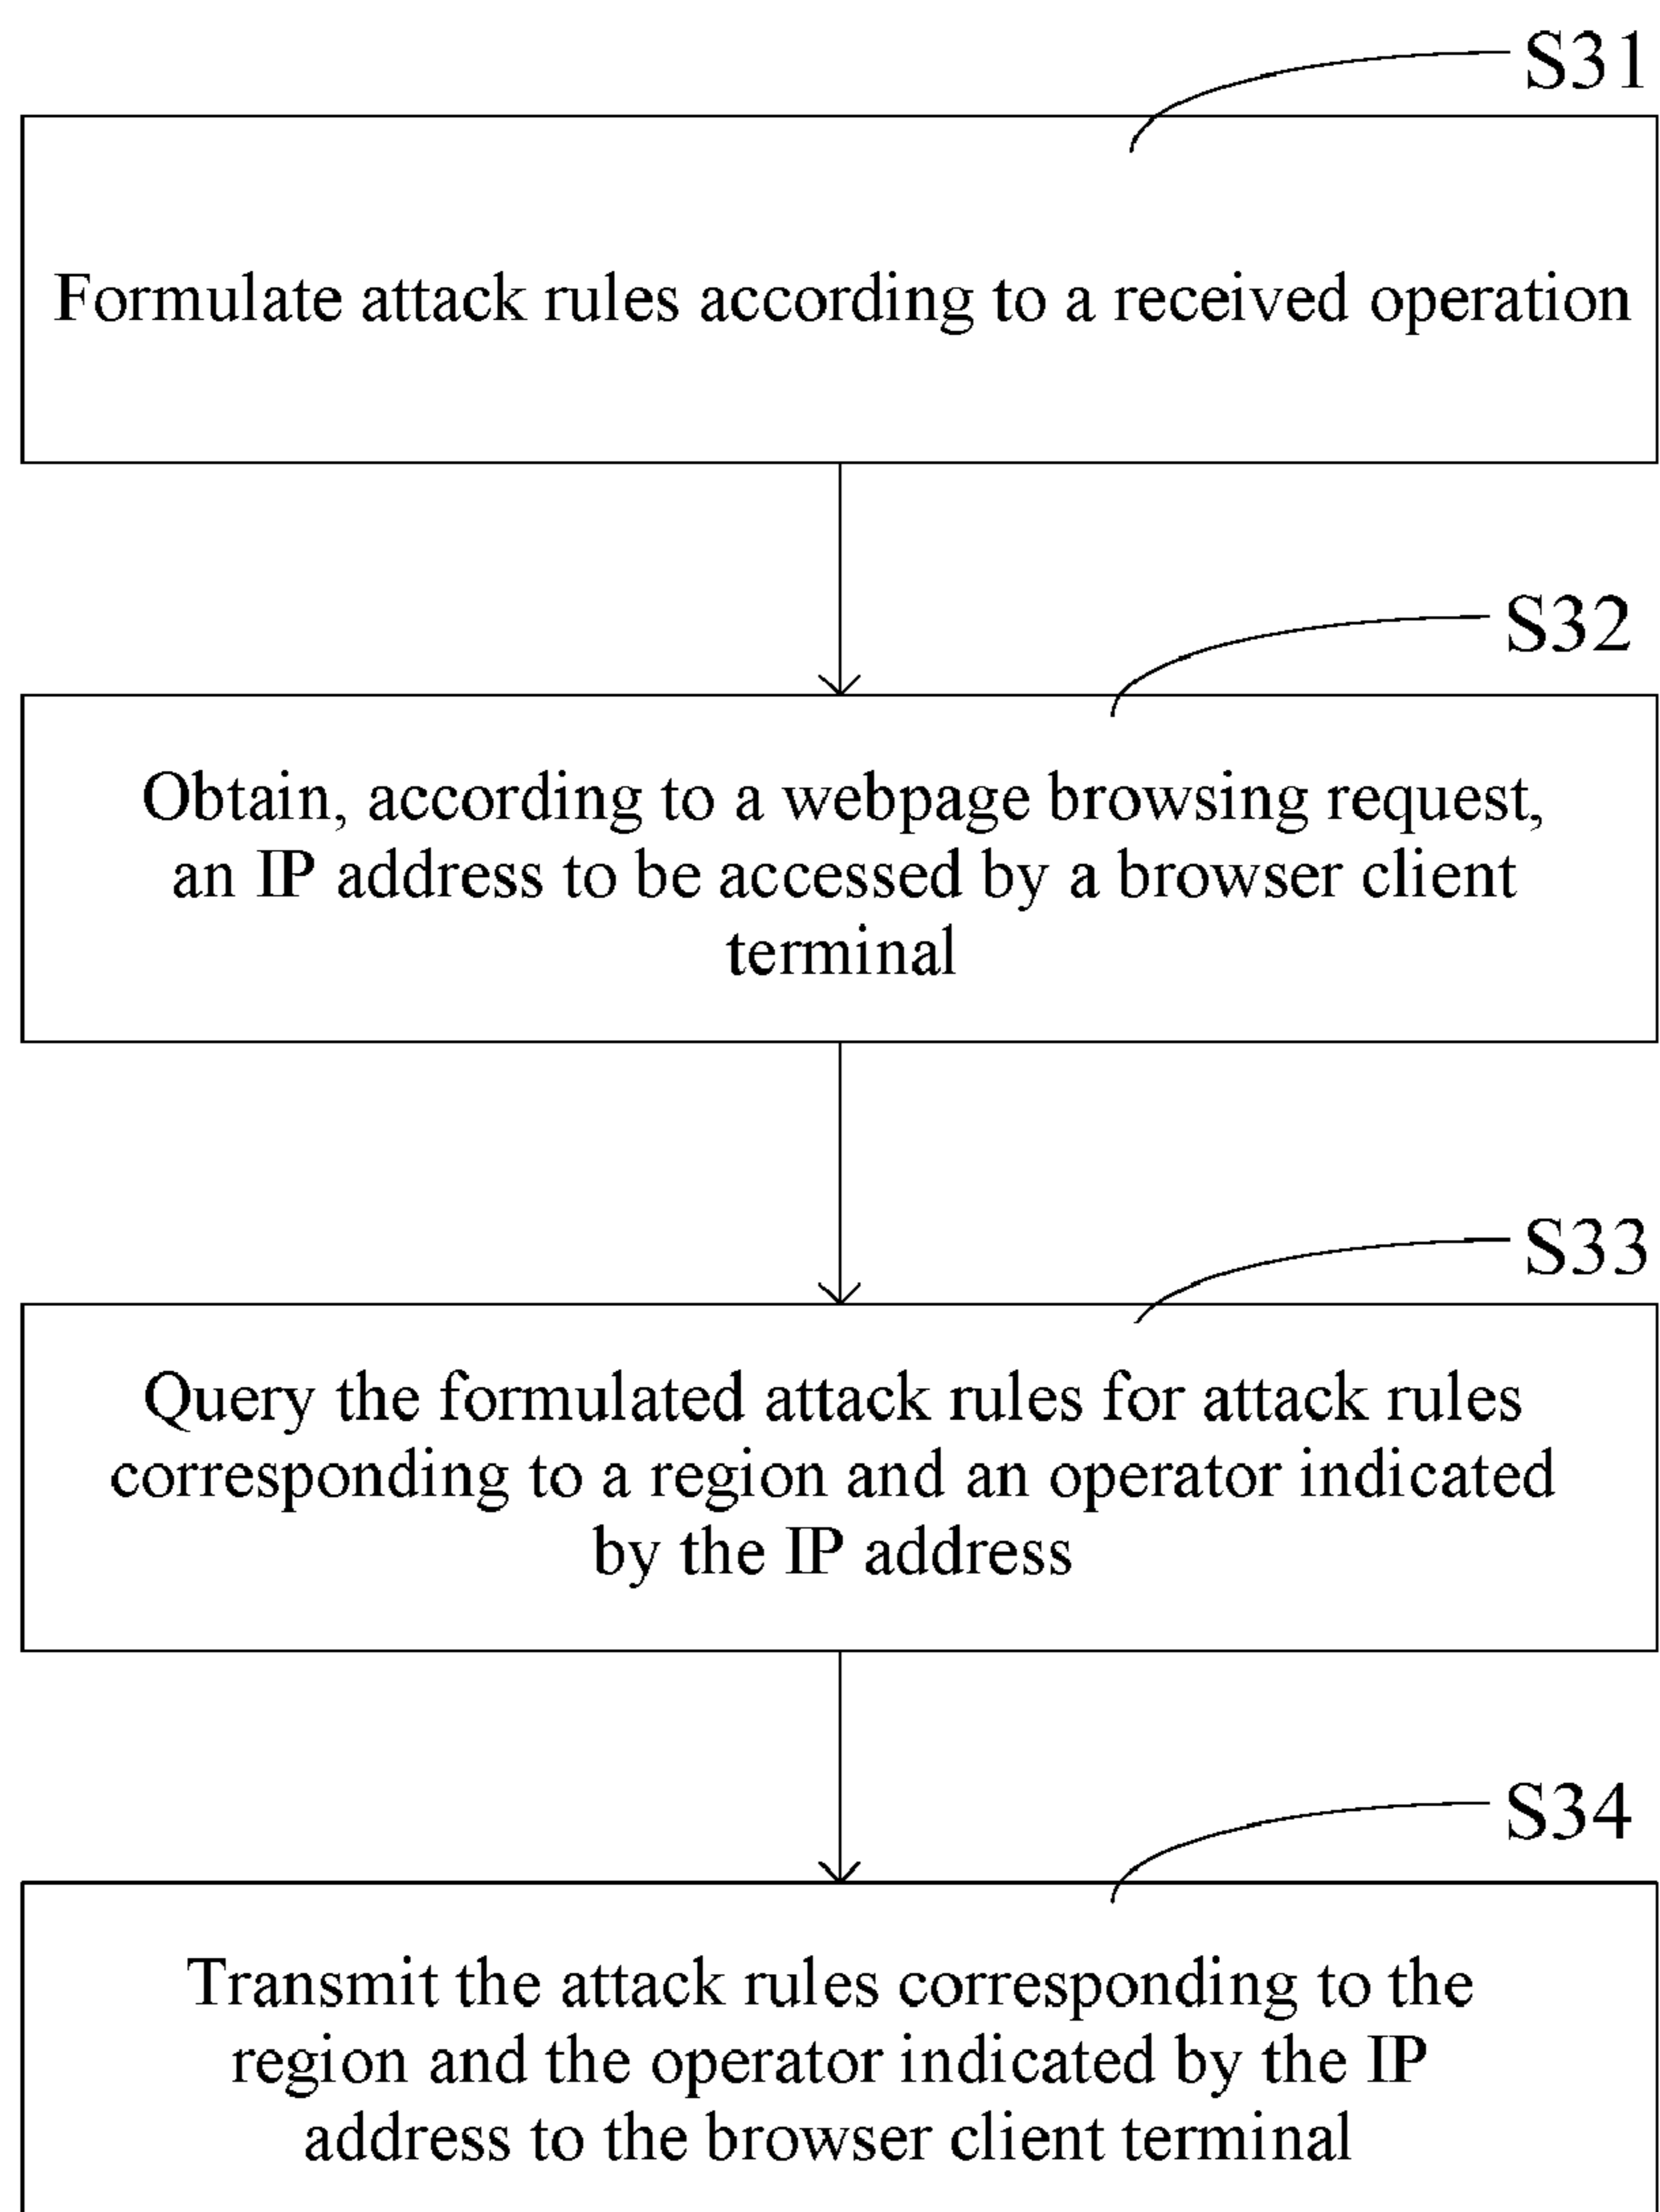 S31
Formulate attack rules according to a received operation
S32
Obtain, according to a webpage browsing request,
an IP address to be accessed by a browser client
terminal
S33
Query the formulated attack rules for attack rules
corresponding to a region and an operator indicated
by the IP address
S34
Transmit the attack rules corresponding to the
region and the operator indicated by the IP
address to the browser client terminal